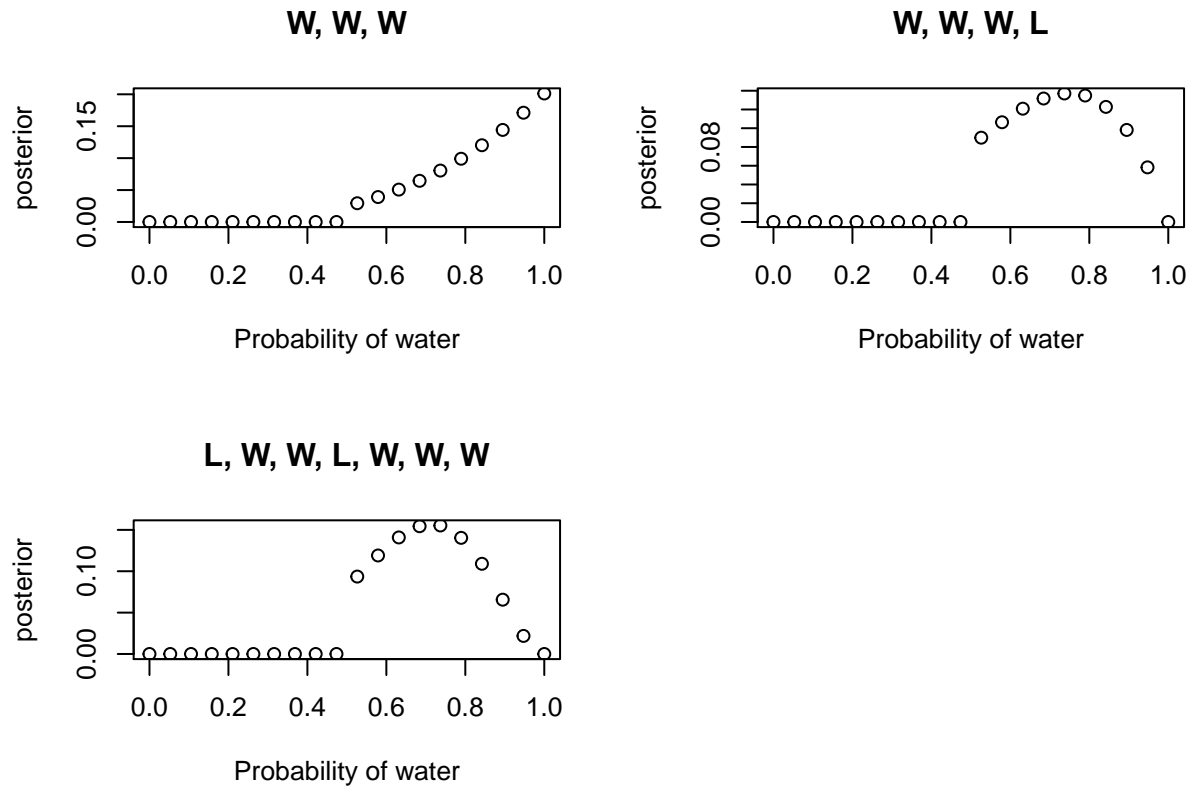 W, W, W
posterior
0.00 0.15
0.0 0.2 0.4 0.6 0.8 1.0
Probability of water
W, W, W, L
posterior
0.00 0.08
0.0 0.2 0.4 0.6 0.8 1.0
Probability of water
L, W, W, L, W, W, W
posterior
0.00 0.10
0.0 0.2 0.4 0.6 0.8 1.0
Probability of water